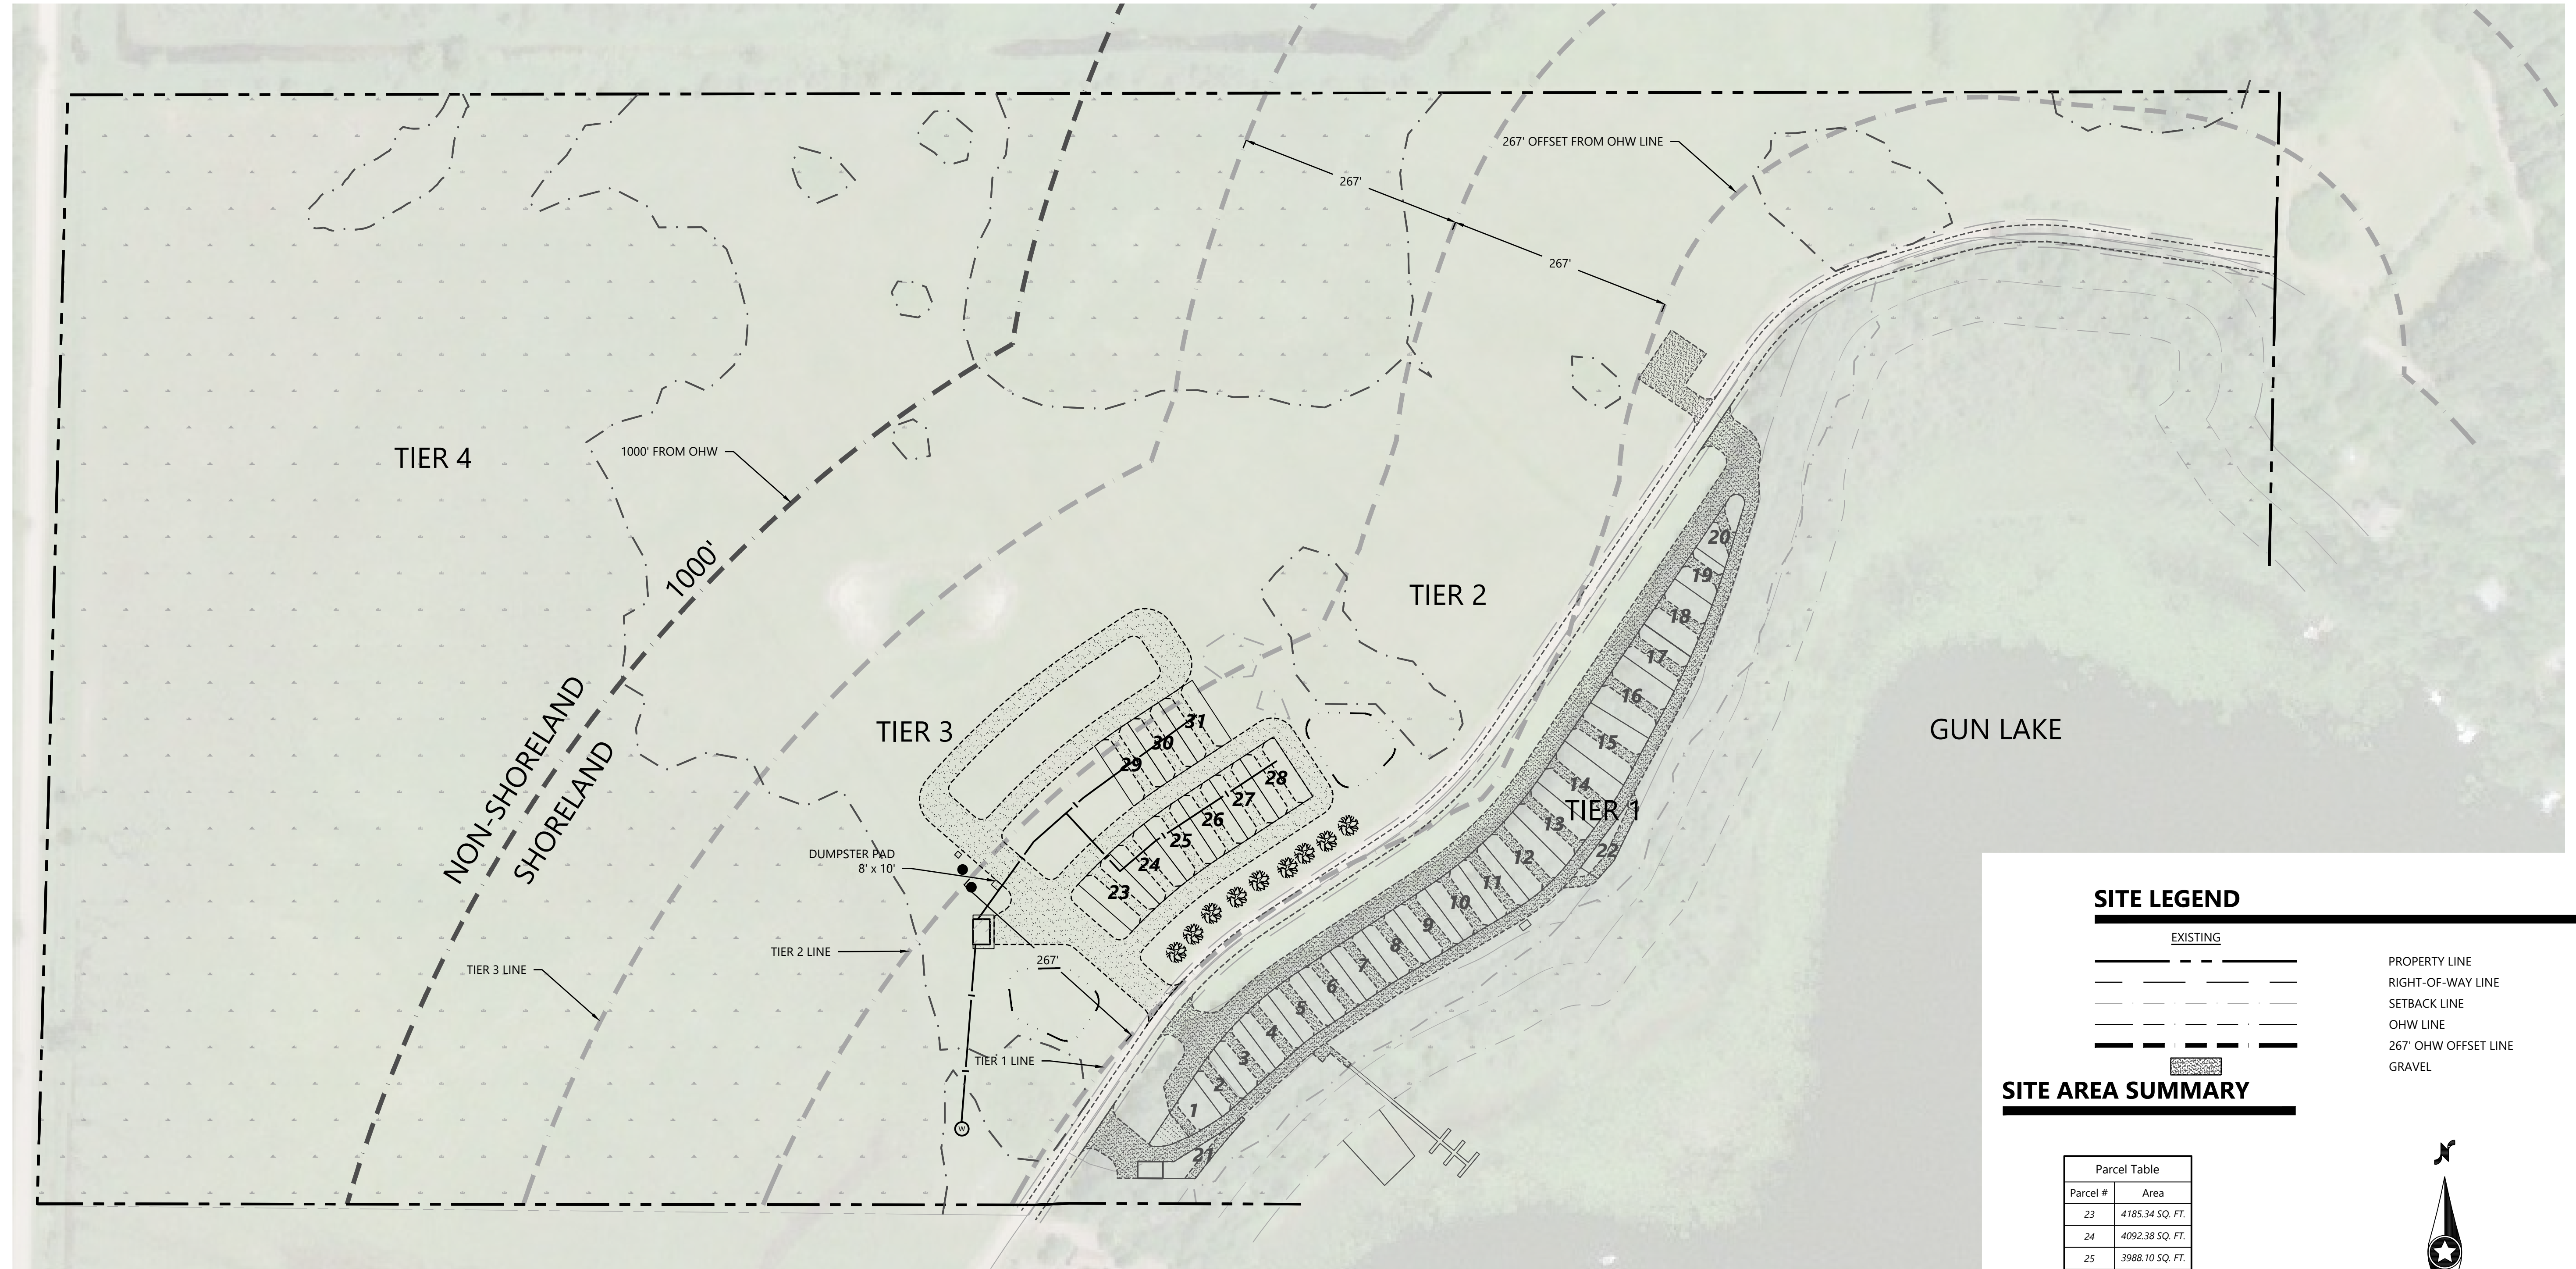 267' OFFSET FROM OHW LINE
267'
267'
TIER 4
1000' FROM OHW
1000'
TIER 2
20
19
18
17
16
15
14
TIER 1
13
12
22
11
10
9
8
7
6
5
4
3
2
1
21
GUN LAKE
NON-SHORELAND
SHORELAND
TIER 3
31
30
29
28
27
26
25
24
23
DUMPSTER PAD
8' x 10'
TIER 2 LINE
TIER 3 LINE
267'
TIER 1 LINE
W
SITE LEGEND
EXISTING
PROPERTY LINE
RIGHT-OF-WAY LINE
SETBACK LINE
OHW LINE
267' OHW OFFSET LINE
GRAVEL
SITE AREA SUMMARY
N
Parcel Table
Parcel # Area
23 4185.34 SQ. FT.
24 4092.38 SQ. FT.
25 3988.10 SQ. FT.